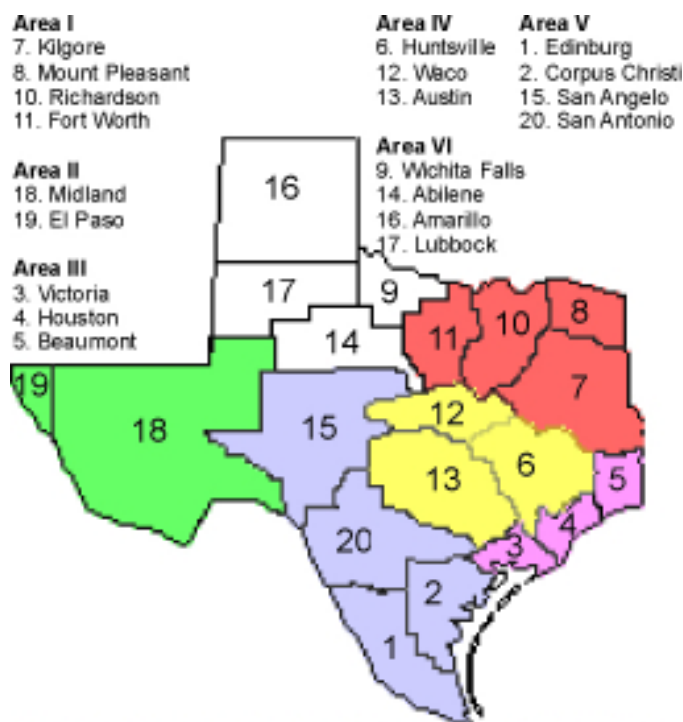 Area I
7. Kilgore
8. Mount Pleasant
10. Richardson
11. Fort Worth
Area II
18. Midland
19. El Paso
Area III
3. Victoria
4. Houston
5. Beaumont
Area IV
6. Huntsville
12. Waco
13. Austin
Area V
1. Edinburg
2. Corpus Christi
15. San Angelo
20. San Antonio
Area VI
9. Wichita Falls
14. Abilene
16. Amarillo
17. Lubbock
16
17
9
14
11
10
8
7
19
18
15
12
6
13
5
4
3
20
2
1